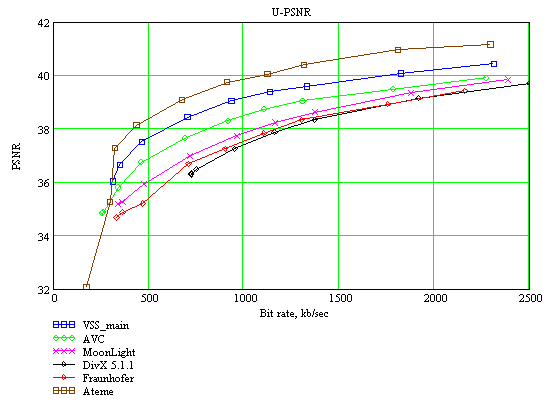 U-PSNR
42
40
38
36
34
32
PSNR
0 500 1000 1500 2000 2500
Bit rate, kb/sec
VSS_main
AVC
MoonLight
DivX 5.1.1
Fraunhofer
Ateme